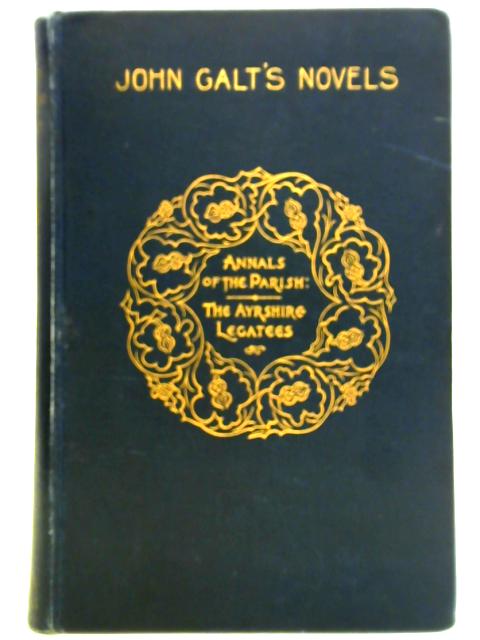 JOHN GALT'S NOVELS
ANNALS
OF THE PARISH:
THE AYRSHIRE
LEGATEES